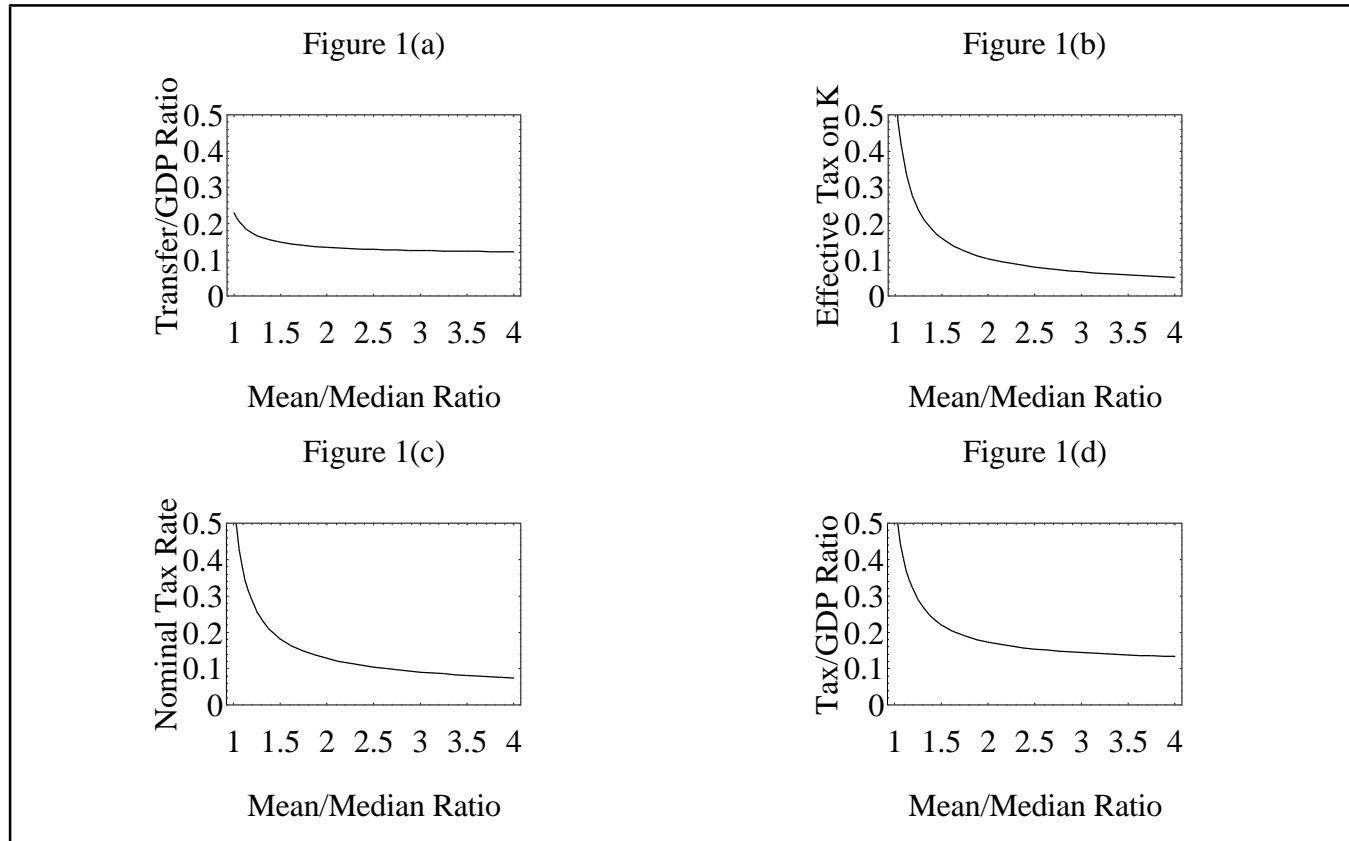 Figure 1(a)
Transfer/GDP Ratio
0.5
0.4
0.3
0.2
0.1
0
1 1.5 2 2.5 3 3.5 4
Mean/Median Ratio
Figure 1(b)
Effective Tax on K
0.5
0.4
0.3
0.2
0.1
0
1 1.5 2 2.5 3 3.5 4
Mean/Median Ratio
Figure 1(c)
Nominal Tax Rate
0.5
0.4
0.3
0.2
0.1
0
1 1.5 2 2.5 3 3.5 4
Mean/Median Ratio
Figure 1(d)
Tax/GDP Ratio
0.5
0.4
0.3
0.2
0.1
0
1 1.5 2 2.5 3 3.5 4
Mean/Median Ratio